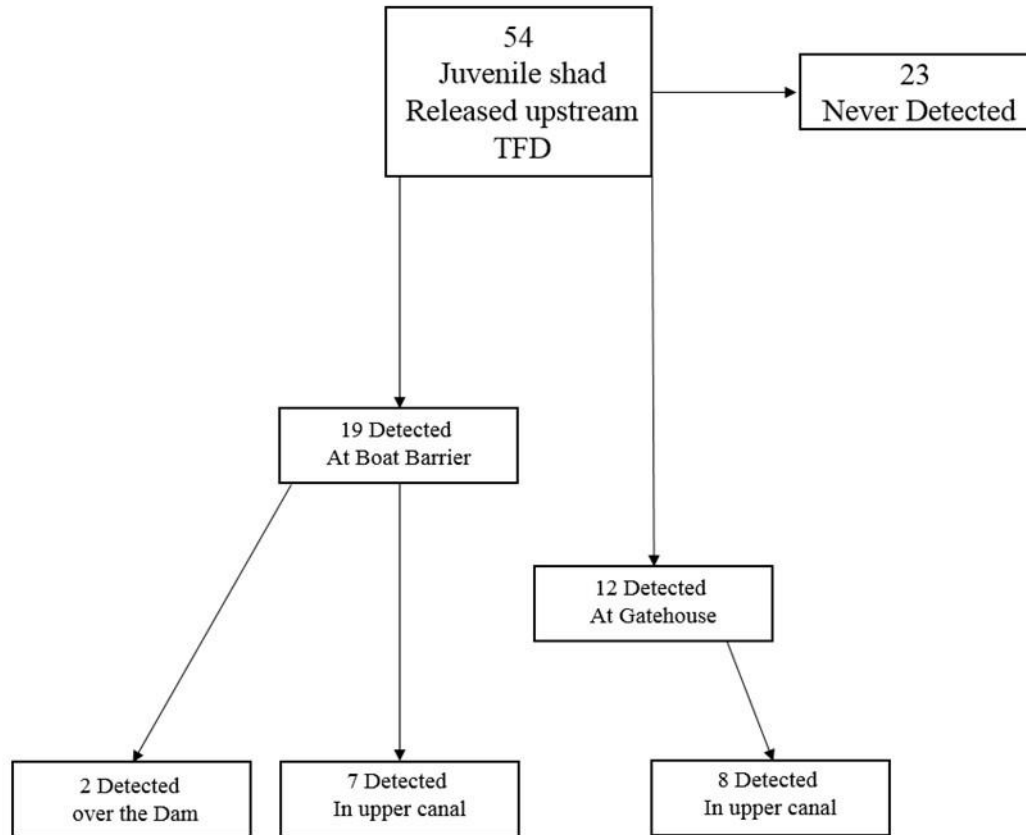 54
Juvenile shad
Released upstream
TFD
23
Never Detected
19 Detected
At Boat Barrier
12 Detected
At Gatehouse
2 Detected
over the Dam
7 Detected
In upper canal
8 Detected
In upper canal